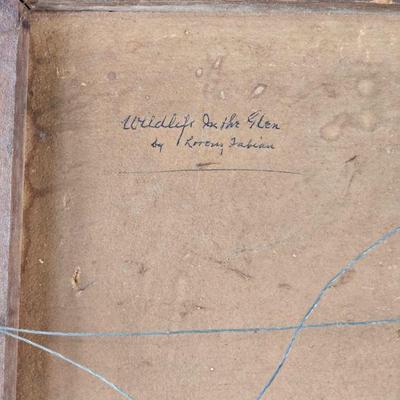 Wildlife In the Glen
by Lorenz Fabian